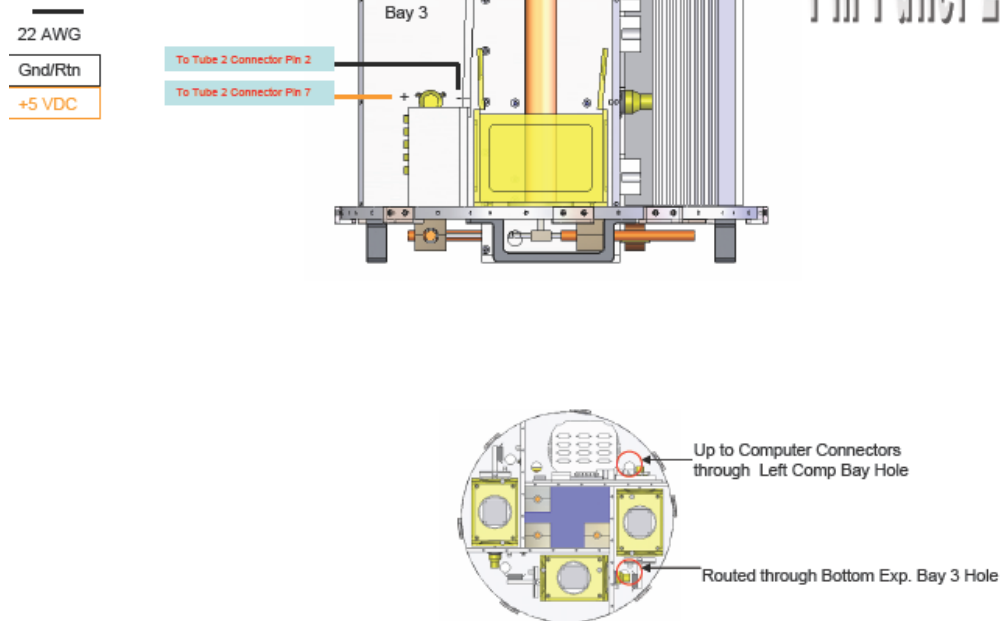 Bay 3
22 AWG
Gnd/Rtn
+5 VDC
To Tube 2 Connector Pin 2
To Tube 2 Connector Pin 7
+ -
Up to Computer Connectors
through Left Comp Bay Hole
Routed through Bottom Exp. Bay 3 Hole